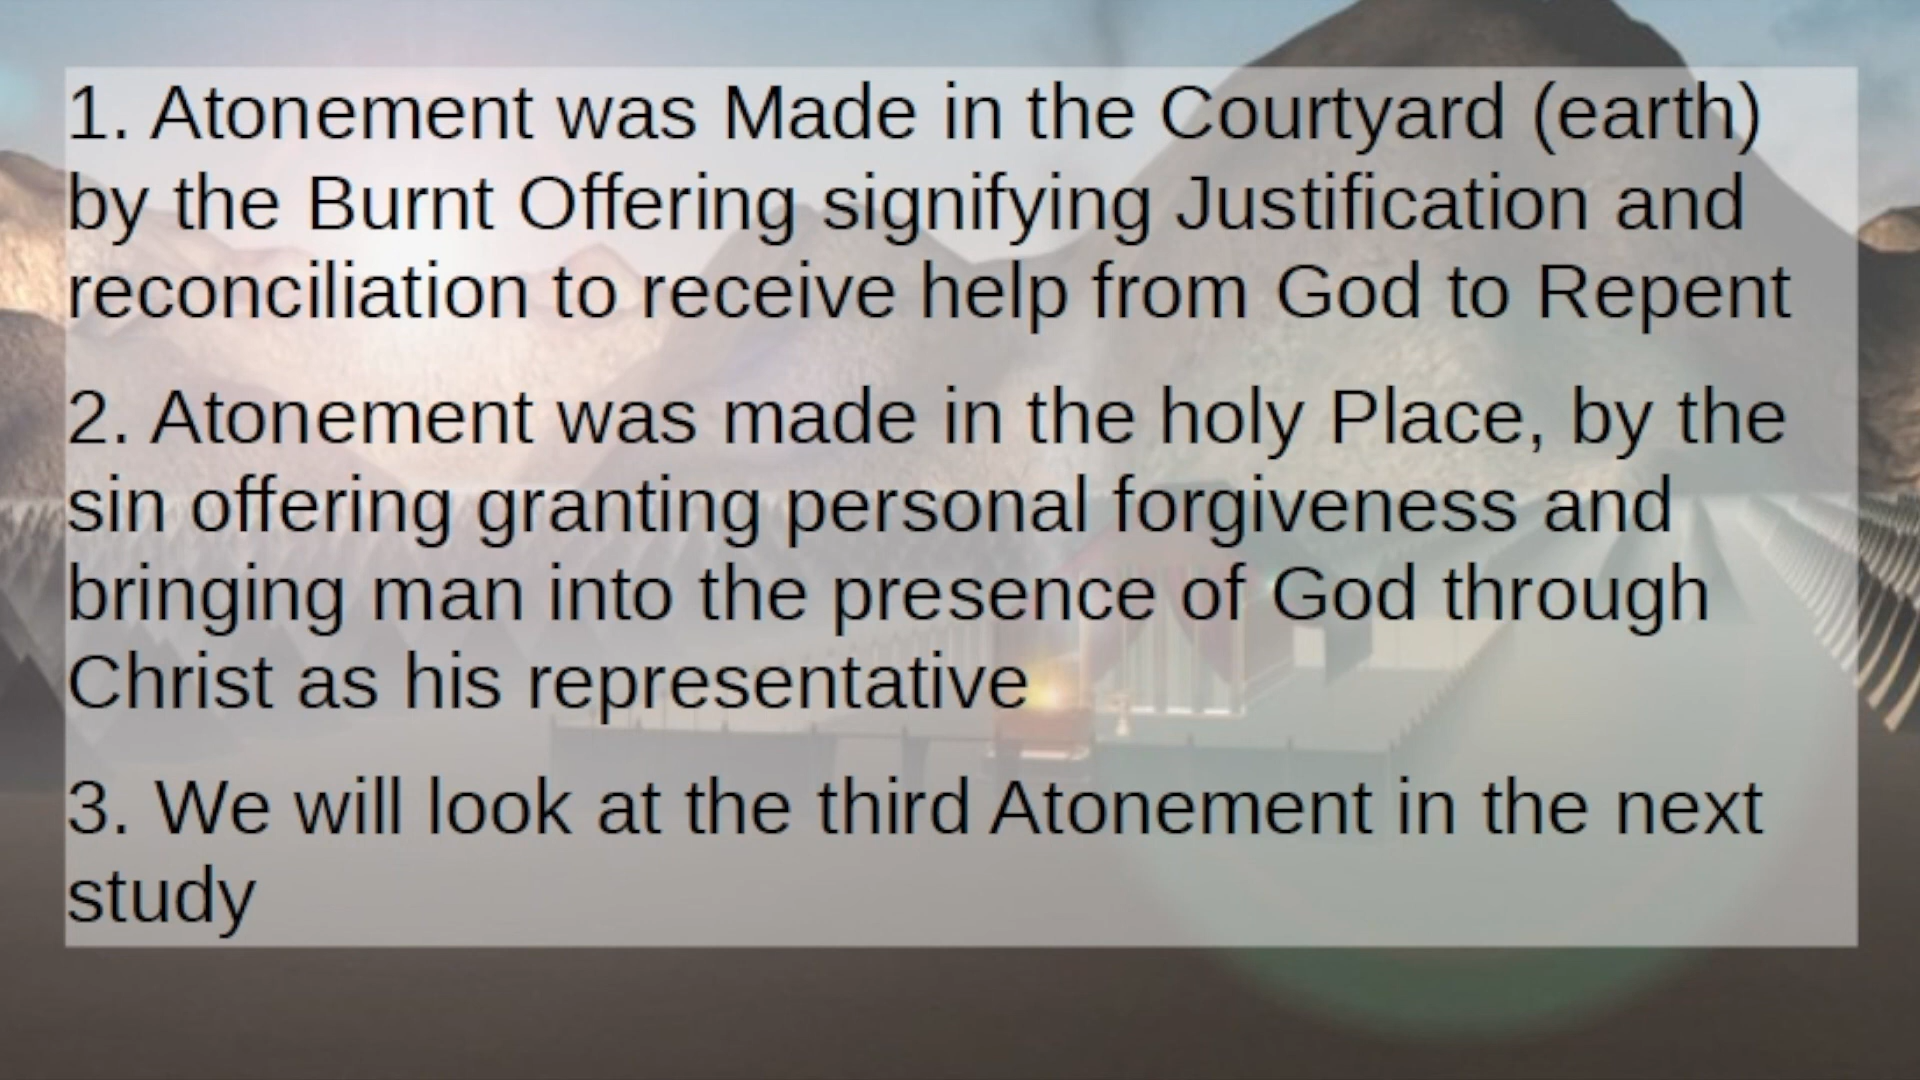 1. Atonement was Made in the Courtyard (earth)
by the Burnt Offering signifying Justification and
reconciliation to receive help from God to Repent
2. Atonement was made in the holy Place, by the
sin offering granting personal forgiveness and
bringing man into the presence of God through
Christ as his representative
3. We will look at the third Atonement in the next
study